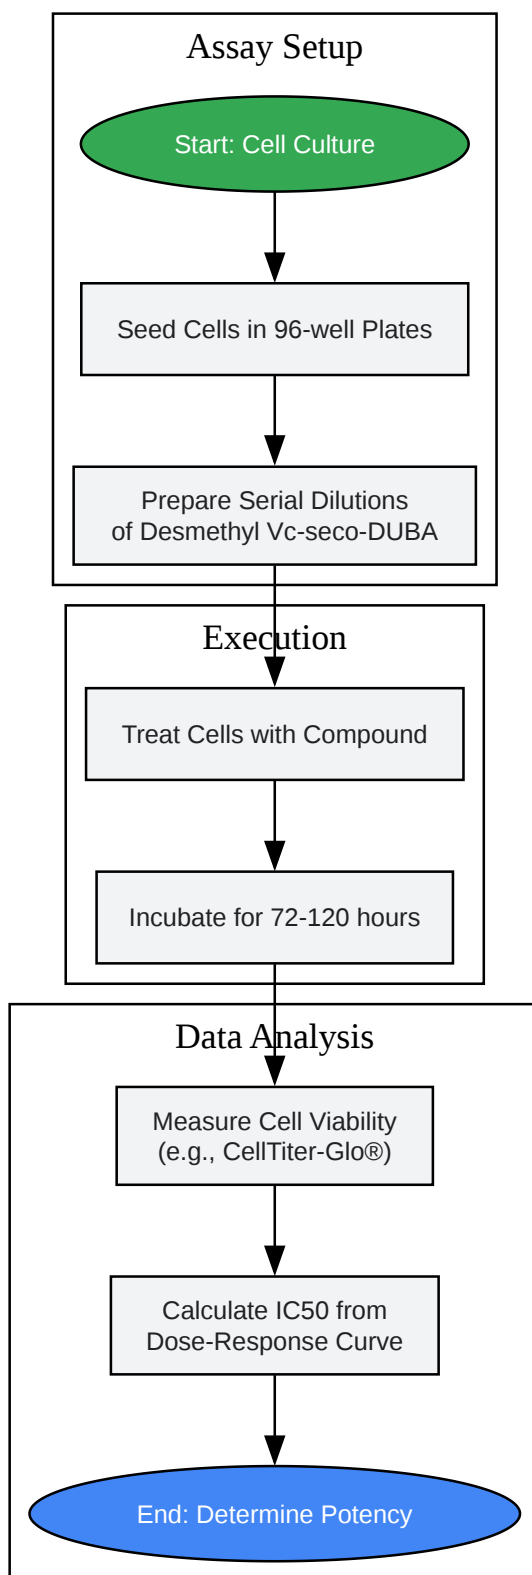 Assay Setup
Start: Cell Culture
Seed Cells in 96-well Plates
Prepare Serial Dilutions
of Desmethyl Vc-seco-DUBA
Execution
Treat Cells with Compound
Incubate for 72-120 hours
Data Analysis
Measure Cell Viability
(e.g., CellTiter-Glo®)
Calculate IC50 from
Dose-Response Curve
End: Determine Potency